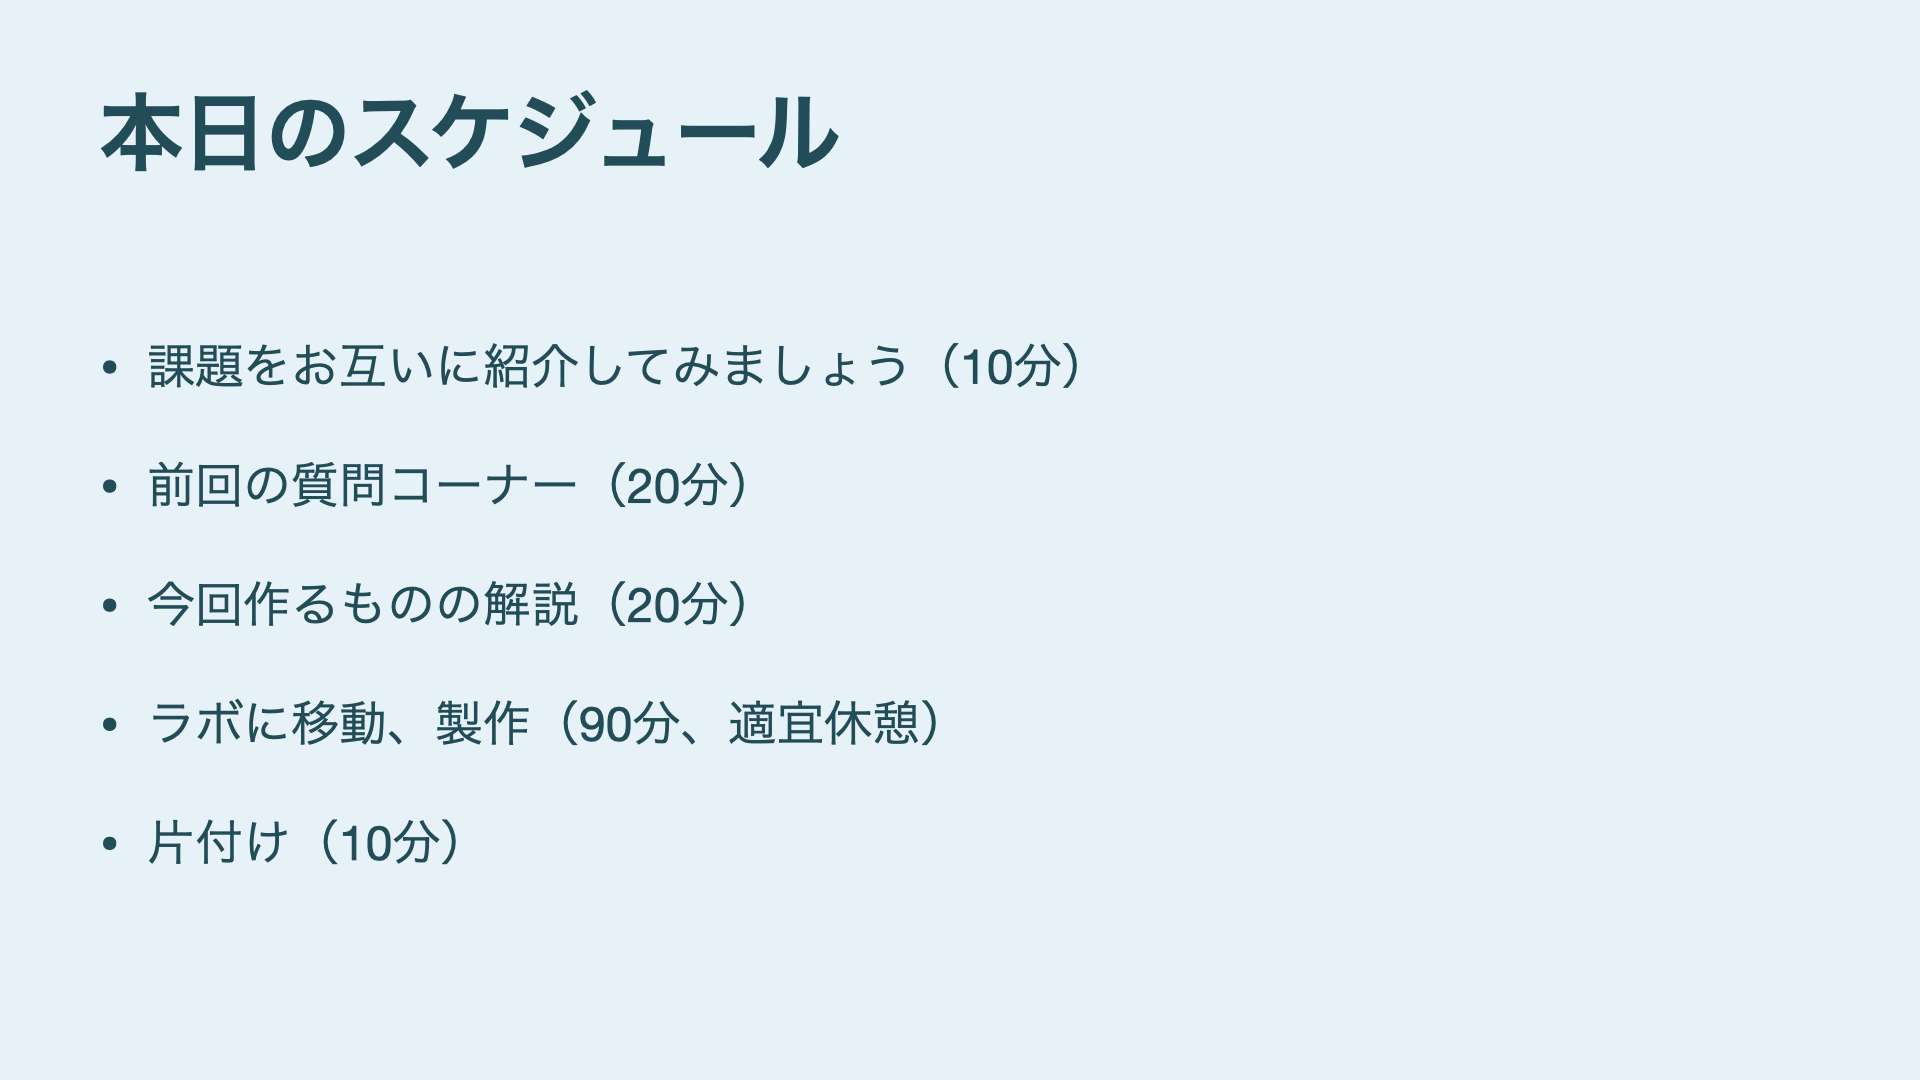 本日のスケジュール
• 課題をお互いに紹介してみましょう（10分）
• 前回の質問コーナー（20分）
• 今回作るものの解説（20分）
• ラボに移動、製作（90分、適宜休憩）
• 片付け（10分）